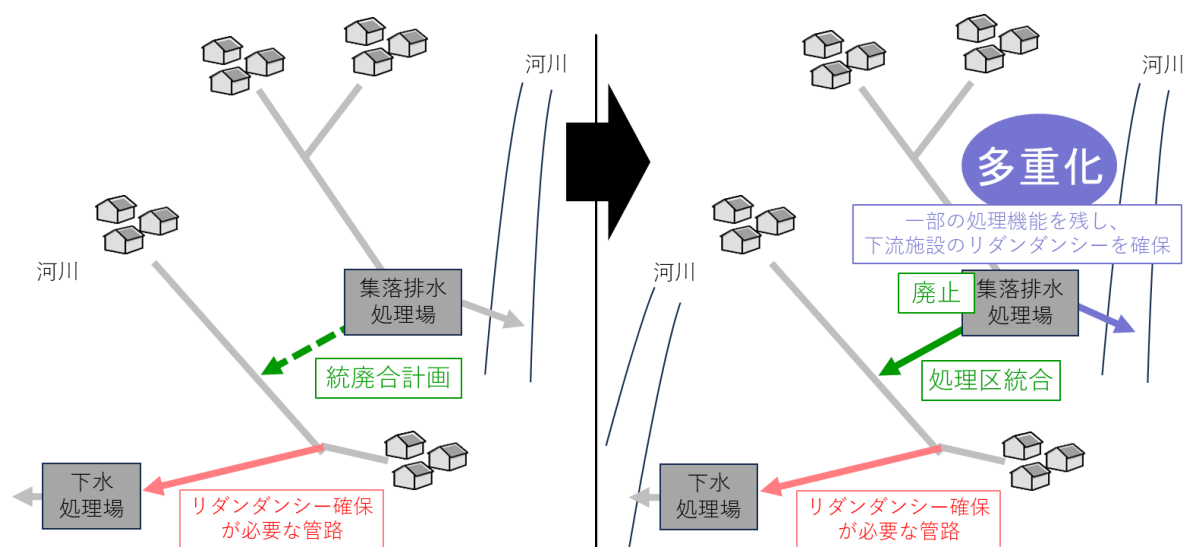 河川
河川
集落排水
処理場
統廃合計画
下水
処理場
リダンダンシー確保
が必要な管路
河川
多重化
一部の処理機能を残し、
下流施設のリダンダンシーを確保
河川
廃止
集落排水
処理場
処理区統合
下水
処理場
リダンダンシー確保
が必要な管路